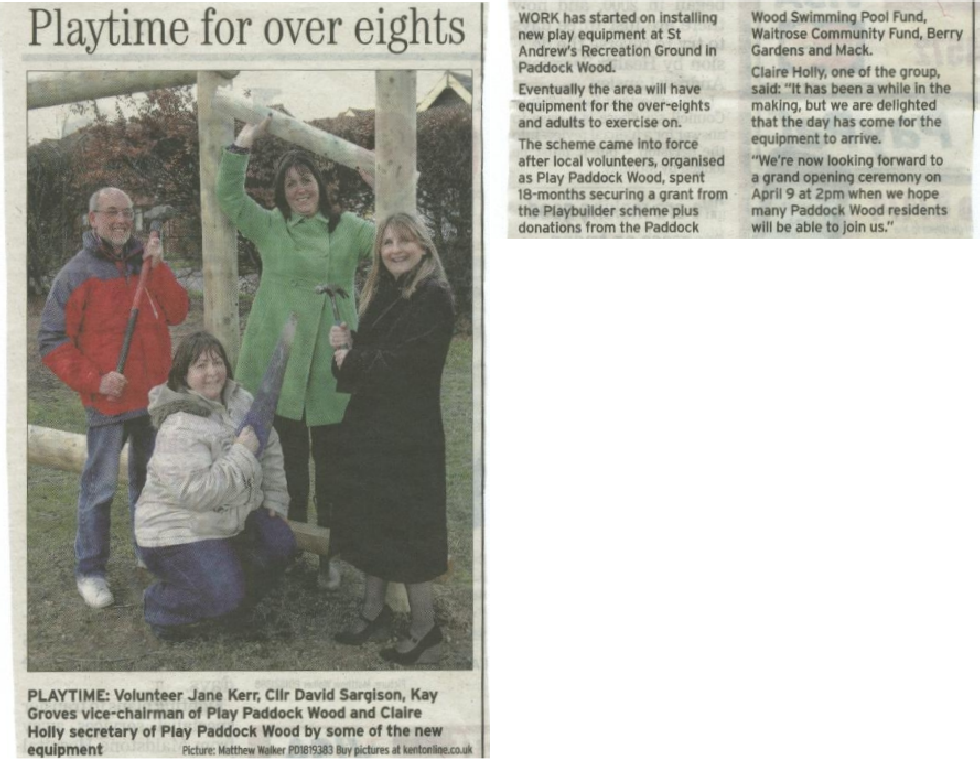 Playtime for over eights
PLAYTIME: Volunteer Jane Kerr, Cllr David Sargison, Kay
Groves vice-chairman of Play Paddock Wood and Claire
Holly secretary of Play Paddock Wood by some of the new
equipment Picture: Matthew Walker PD1819383 Buy pictures at kentonline.co.uk
WORK has started on installing
new play equipment at St
Andrew's Recreation Ground in
Paddock Wood.
Eventually the area will have
equipment for the over-eights
and adults to exercise on.
The scheme came into force
after local volunteers, organised
as Play Paddock Wood, spent
18-months securing a grant from
the Playbuilder scheme plus
donations from the Paddock
Wood Swimming Pool Fund,
Waitrose Community Fund, Berry
Gardens and Mack.
Claire Holly, one of the group,
said: "It has been a while in the
making, but we are delighted
that the day has come for the
equipment to arrive.
"We're now looking forward to
a grand opening ceremony on
April 9 at 2pm when we hope
many Paddock Wood residents
will be able to join us."